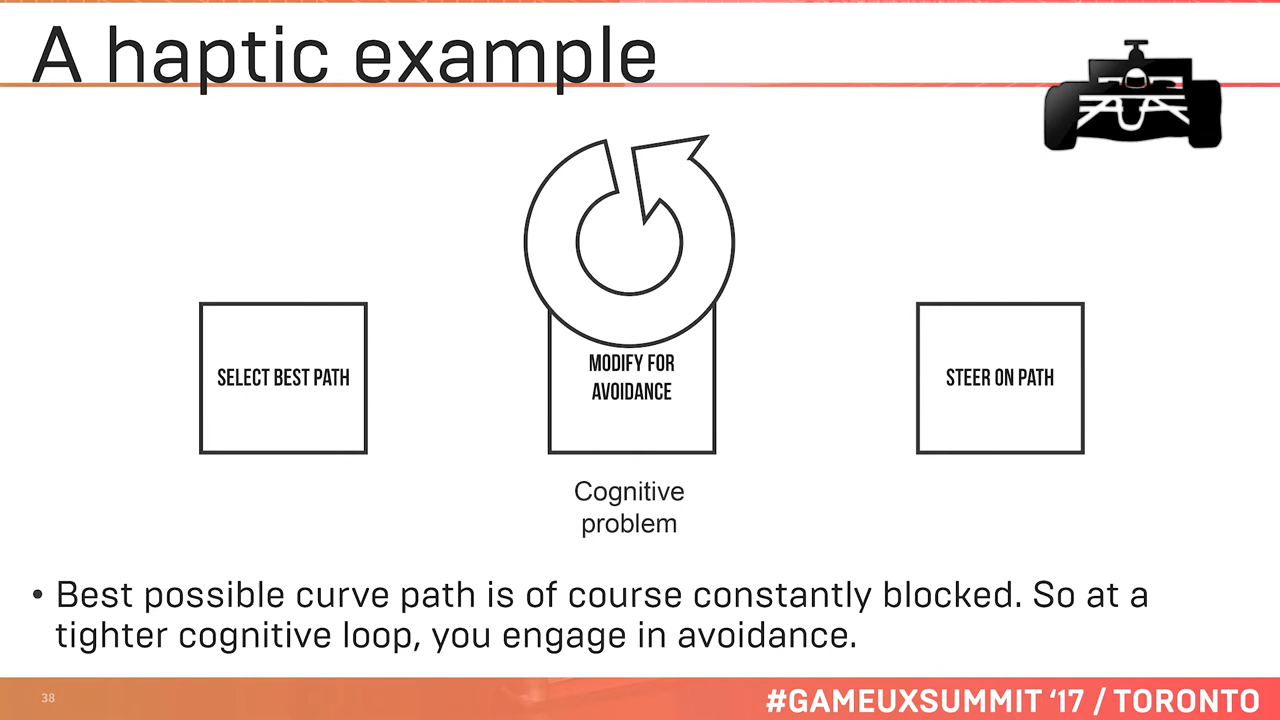 A haptic example
SELECT BEST PATH
MODIFY FOR
AVOIDANCE
STEER ON PATH
Cognitive
problem
• Best possible curve path is of course constantly blocked. So at a
tighter cognitive loop, you engage in avoidance.
38
#GAMEUXSUMMIT ‘17 / TORONTO